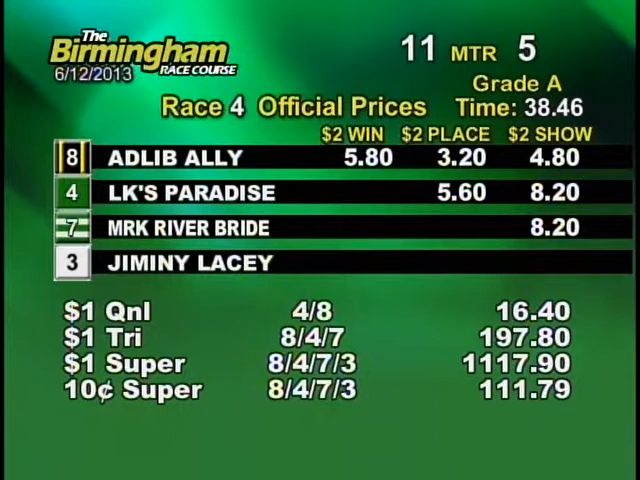 The
Birmingham
RACE COURSE
6/12/2013
11 MTR 5
Grade A
Race 4 Official Prices Time: 38.46
$2 WIN $2 PLACE $2 SHOW
8 ADLIB ALLY 5.80 3.20 4.80
4 LK'S PARADISE 5.60 8.20
7 MRK RIVER BRIDE 8.20
3 JIMINY LACEY
$1 Qnl 4/8 16.40
$1 Tri 8/4/7 197.80
$1 Super 8/4/7/3 1117.90
10¢ Super 8/4/7/3 111.79